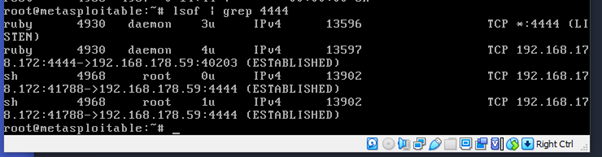 root@metasploitable:~# lsof | grep 4444
ruby 4930 daemon 3u IPv4 13596 TCP *:4444 (LI
STEN)
ruby 4930 daemon 4u IPv4 13597 TCP 192.168.17
8.172:4444->192.168.178.59:40203 (ESTABLISHED)
sh 4968 root 0u IPv4 13902 TCP 192.168.17
8.172:41788->192.168.178.59:4444 (ESTABLISHED)
sh 4968 root 1u IPv4 13902 TCP 192.168.17
8.172:41788->192.168.178.59:4444 (ESTABLISHED)
root@metasploitable:~# _
Right Ctrl